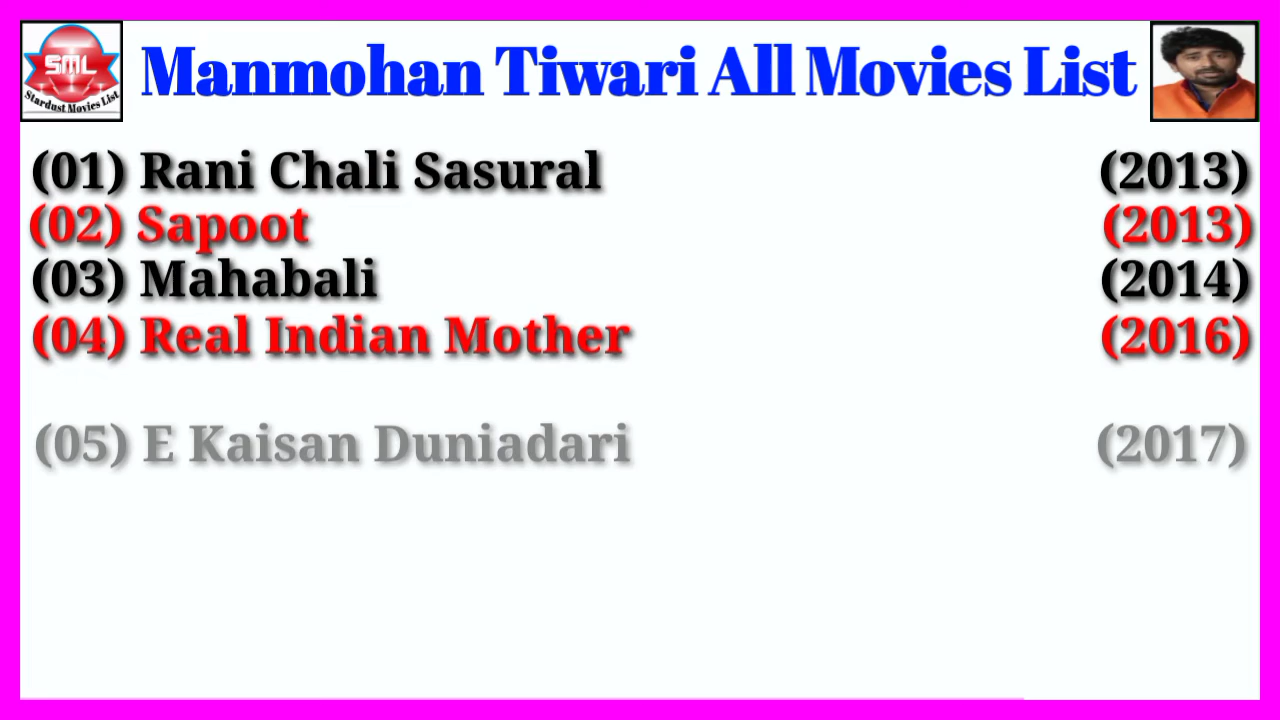 SML
Stardust Movies List
Manmohan Tiwari All Movies List
(01) Rani Chali Sasural (2013)
(02) Sapoot (2013)
(03) Mahabali (2014)
(04) Real Indian Mother (2016)
(05) E Kaisan Duniadari (2017)